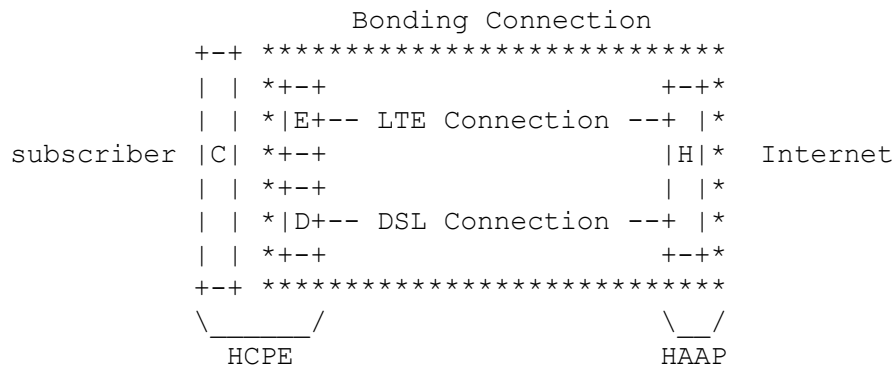 Bonding Connection
+-+ ****************************
| | *+-+ +-+*
| | *|E+-- LTE Connection --+ |*
subscriber |C| *+-+ |H|* Internet
| | *+-+ | |*
| | *|D+-- DSL Connection --+ |*
| | *+-+ +-+*
+-+ ****************************
\______/ \__/
HCPE HAAP